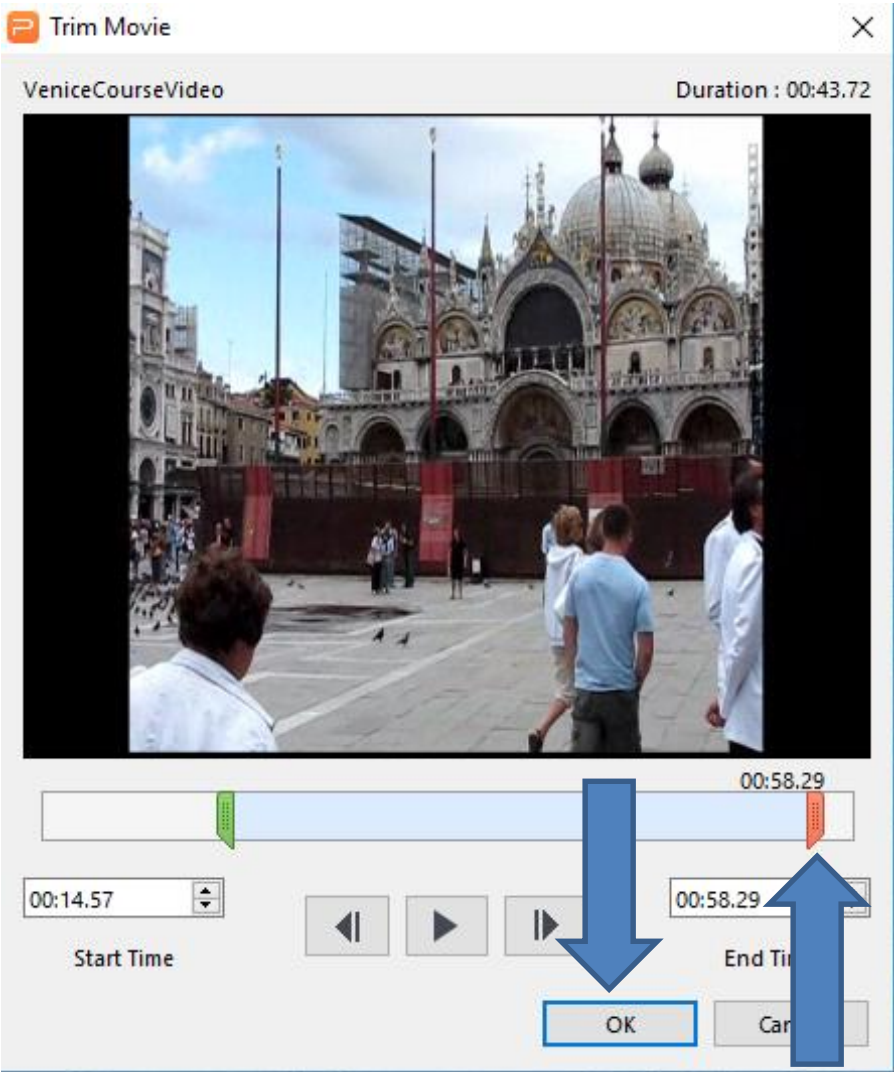 Trim Movie
VeniceCourseVideo
Duration : 00:43.72
00:58.29
00:14.57
00:58.29
Start Time
End
OK